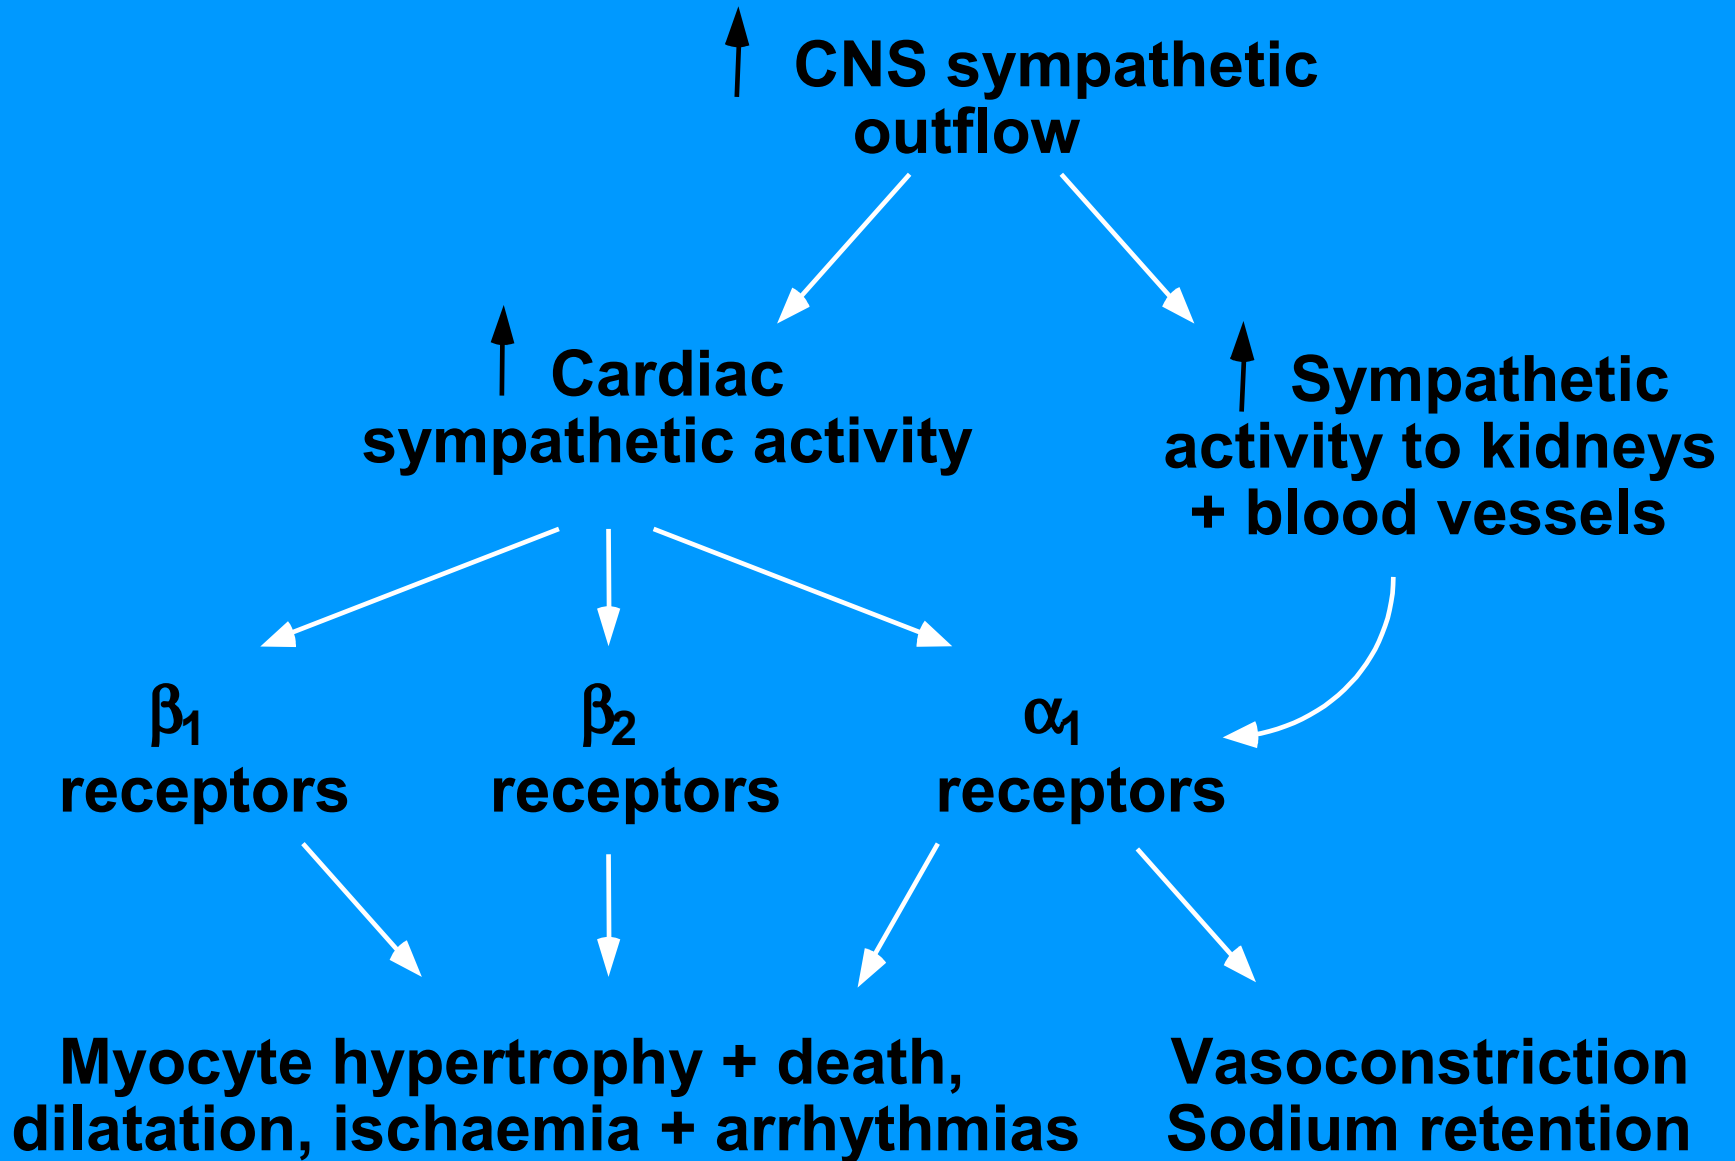 CNS sympathetic
outflow
Cardiac
sympathetic activity
Sympathetic
activity to kidneys
+ blood vessels
β1
receptors
β2
receptors
α1
receptors
Myocyte hypertrophy + death,
dilatation, ischaemia + arrhythmias
Vasoconstriction
Sodium retention